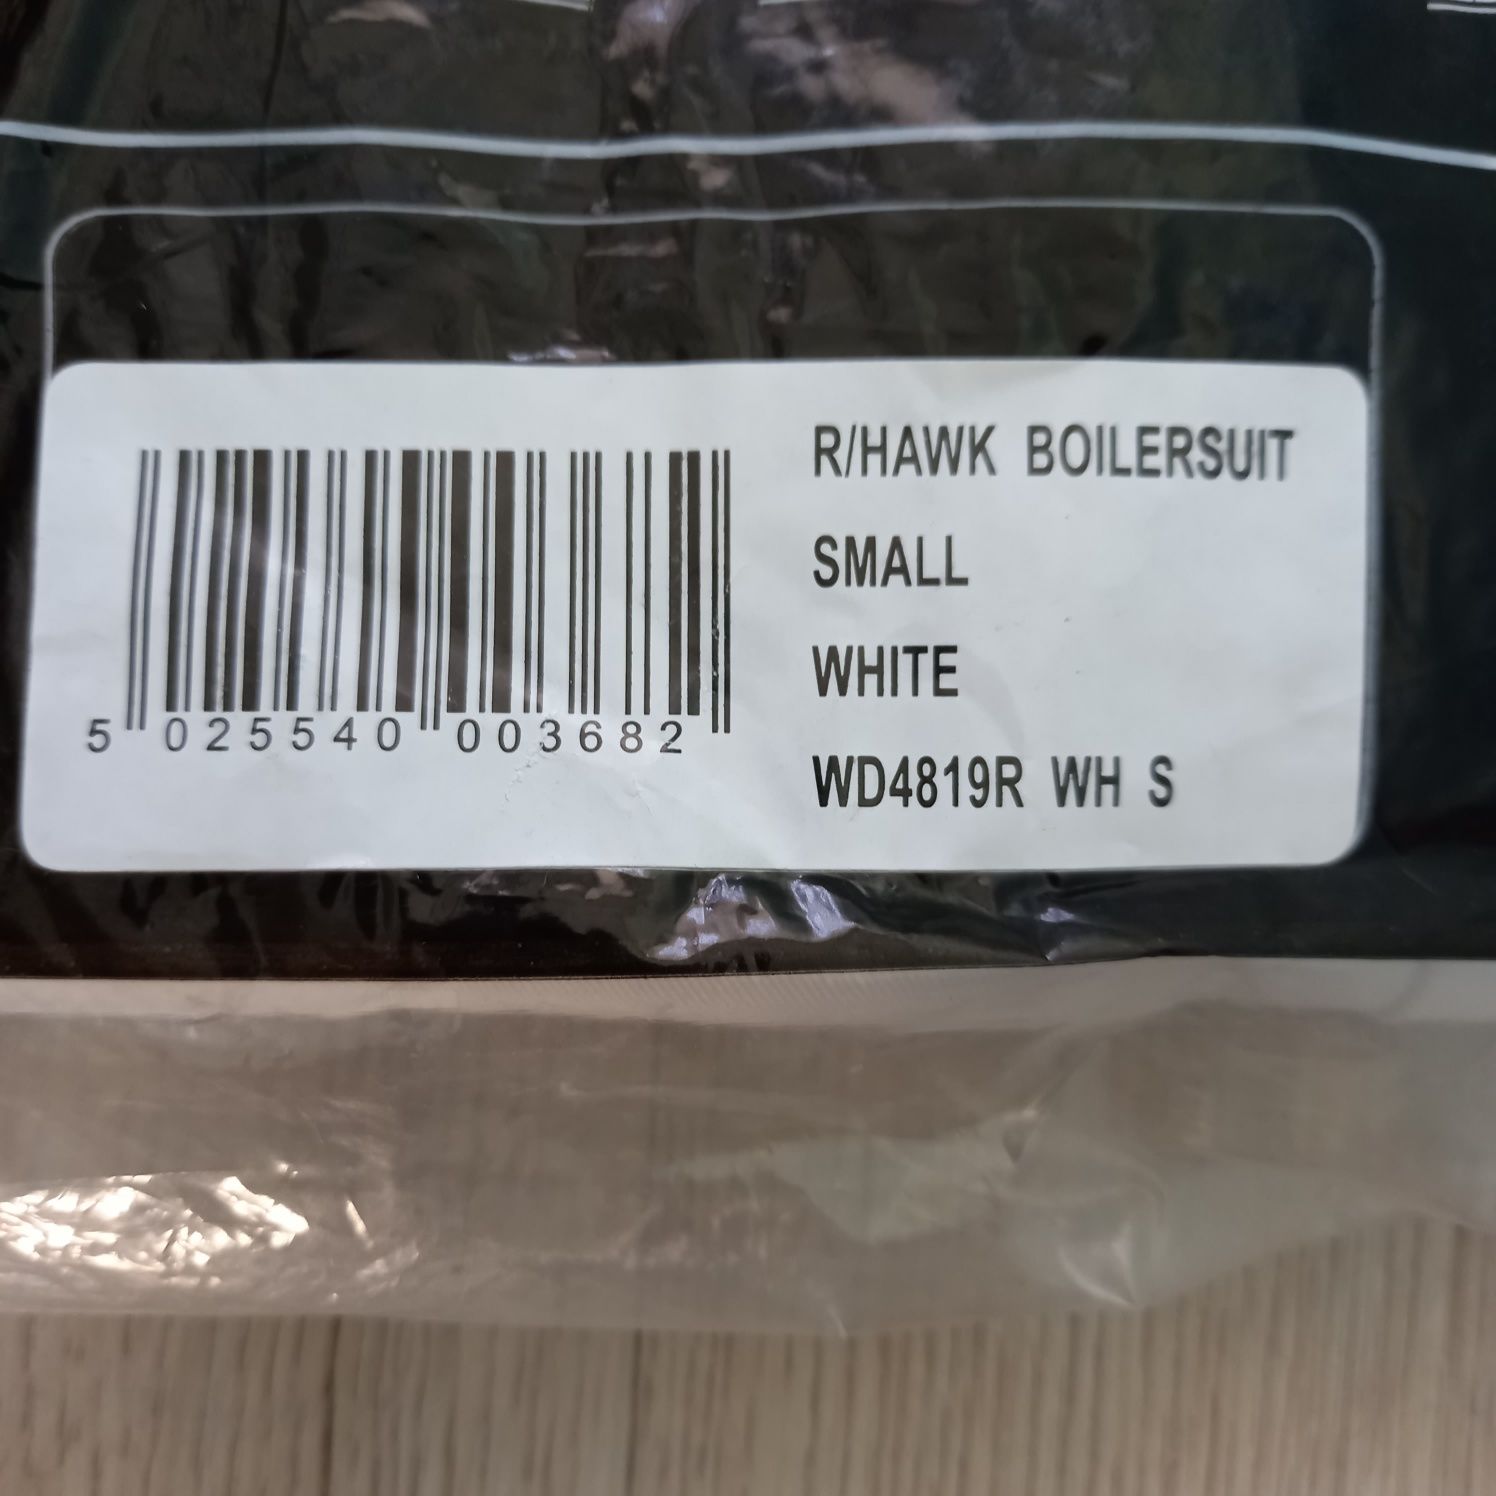 R/HAWK BOILERSUIT
SMALL
WHITE
WD4819R WH S
5 025540 003682